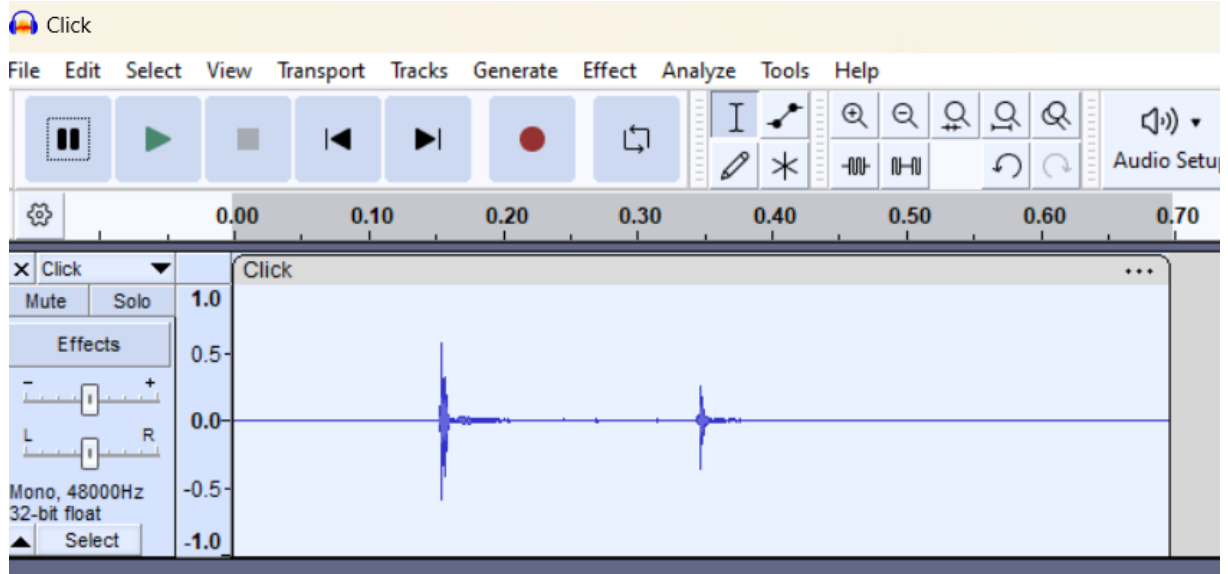 Click
File Edit Select View Transport Tracks Generate Effect Analyze Tools Help
Audio Setup
0.00 0.10 0.20 0.30 0.40 0.50 0.60 0.70
Click
Click ...
Mute Solo
1.0
Effects
0.5
- +
0.0
L R
Mono, 48000Hz
-0.5
32-bit float
Select
-1.0